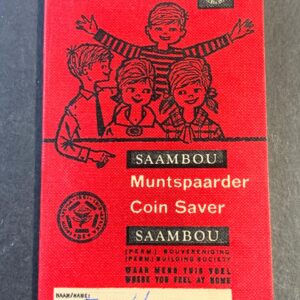 SAAMBOU
Muntspaarder
Coin Saver
SAAMBOU
(PERM.) BOUVERENIGING
(PERM.) BUILDING SOCIETY
WAAR MENS TUIS VOEL
WHERE YOU FEEL AT HOME
NAAM/NAME: